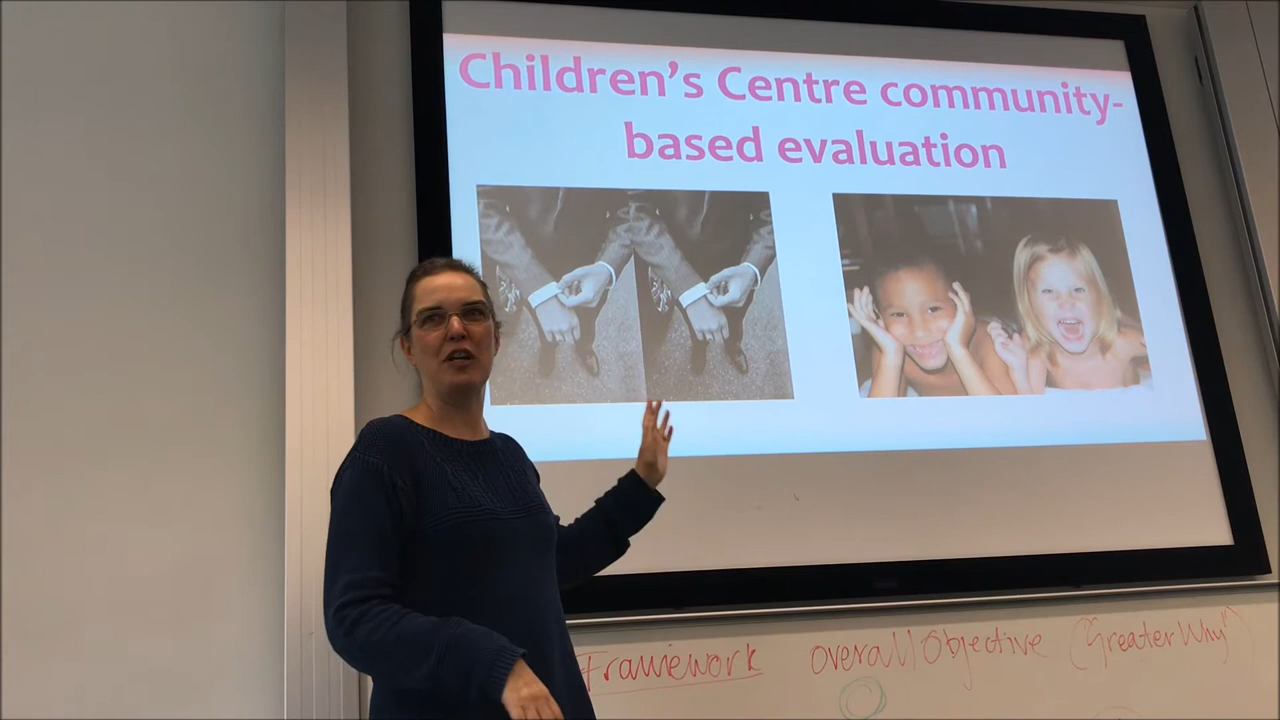 Children's Centre community-
based evaluation
Framework overall Objective ("Greater Why")